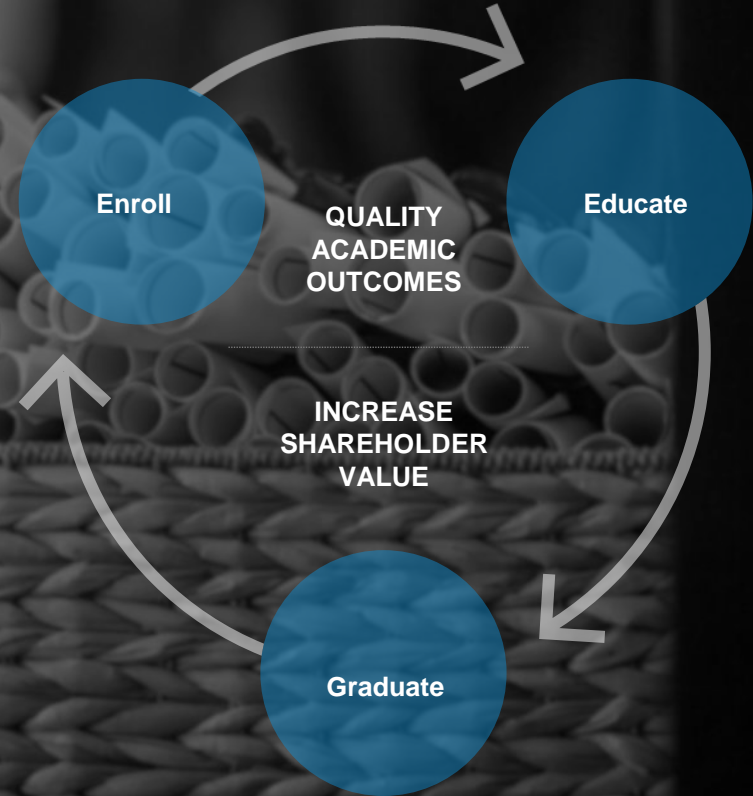 Enroll
Educate
QUALITY
ACADEMIC
OUTCOMES
INCREASE
SHAREHOLDER
VALUE
Graduate